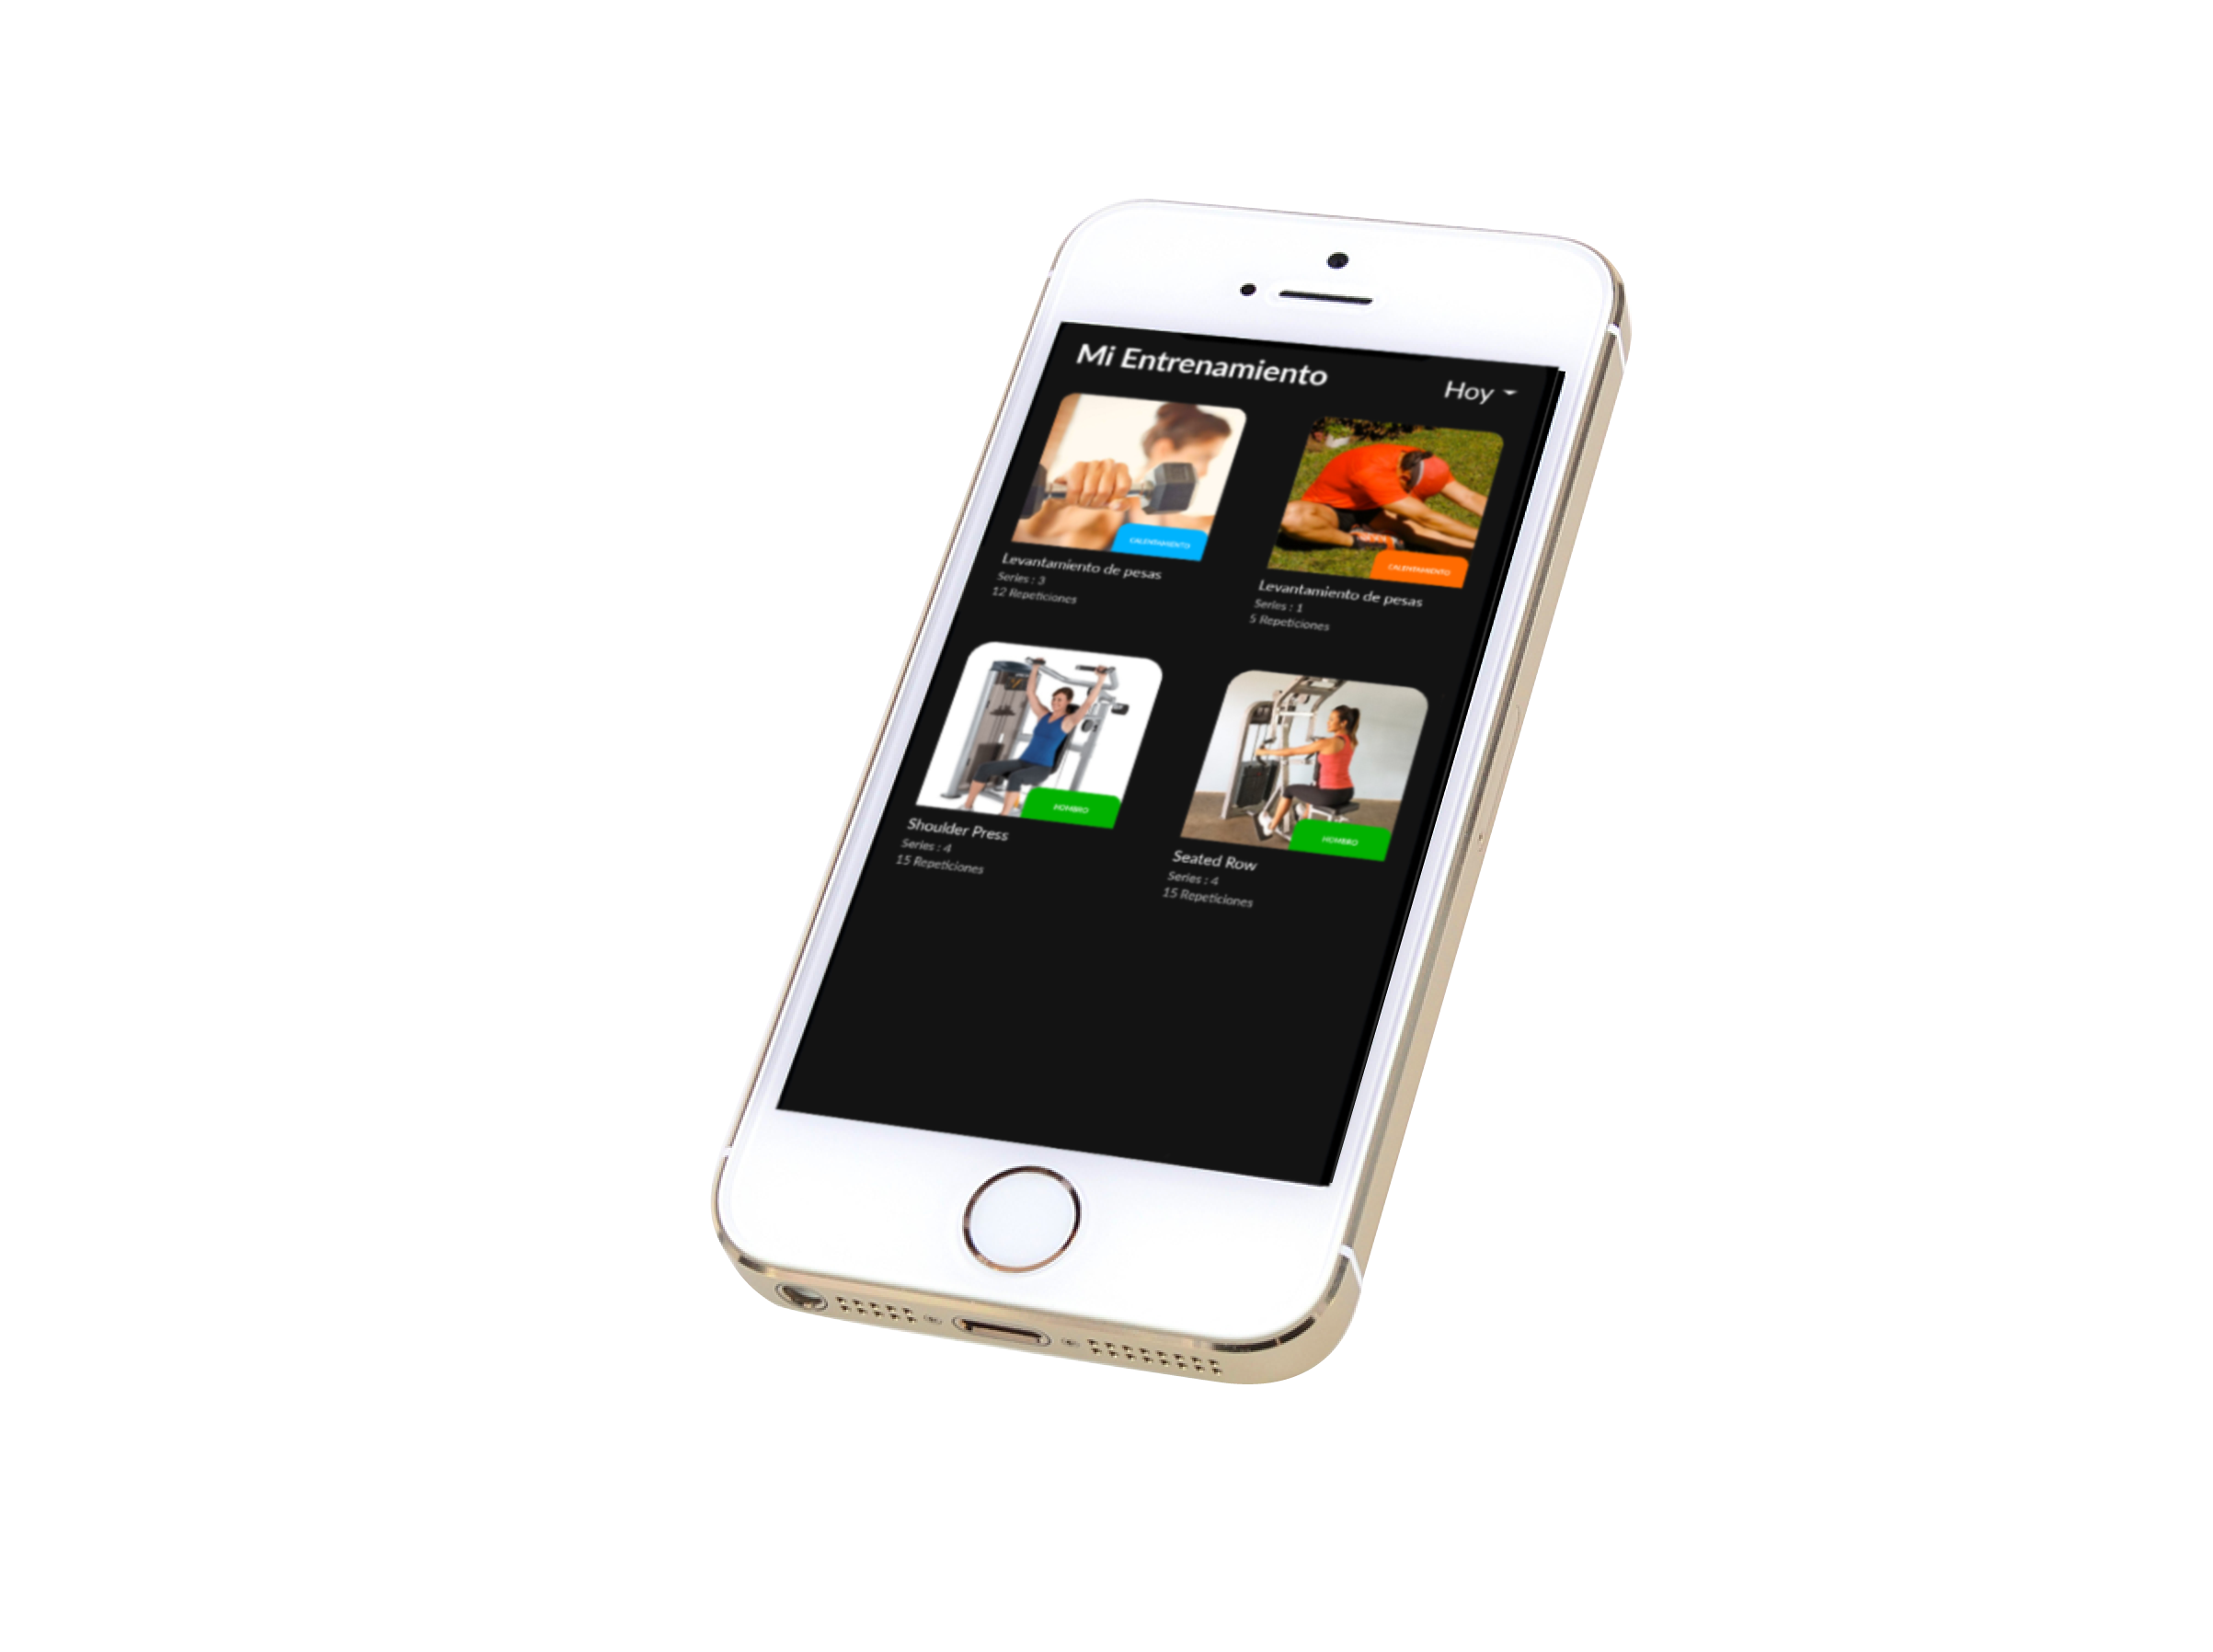 Mi Entrenamiento
Hoy
CALENTAMIENTO
CALENTAMIENTO
Levantamiento de pesas
Series : 3
12 Repeticiones
Levantamiento de pesas
Series : 1
5 Repeticiones
HOMBRO
HOMBRO
Shoulder Press
Series : 4
15 Repeticiones
Seated Row
Series : 4
15 Repeticiones